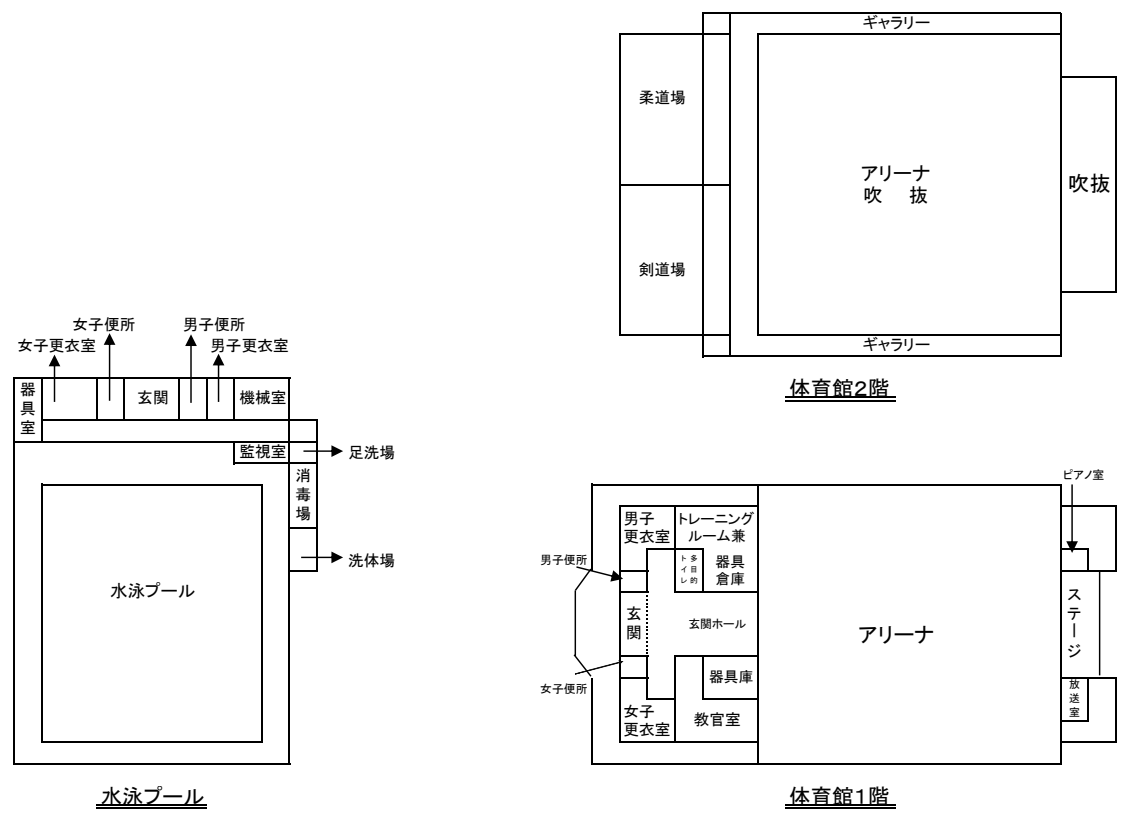 ギャラリー
柔道場
アリーナ
吹　抜
吹抜
剣道場
ギャラリー
体育館2階
女子便所
男子便所
女子更衣室
男子更衣室
器具室
玄関
機械室
監視室
足洗場
消毒場
洗体場
水泳プール
水泳プール
ピアノ室
男子
更衣室
トレーニング
ルーム兼
器具
倉庫
多目的
トイレ
男子便所
玄関
玄関ホール
アリーナ
ステージ
女子便所
器具庫
放送室
女子
更衣室
教官室
体育館1階